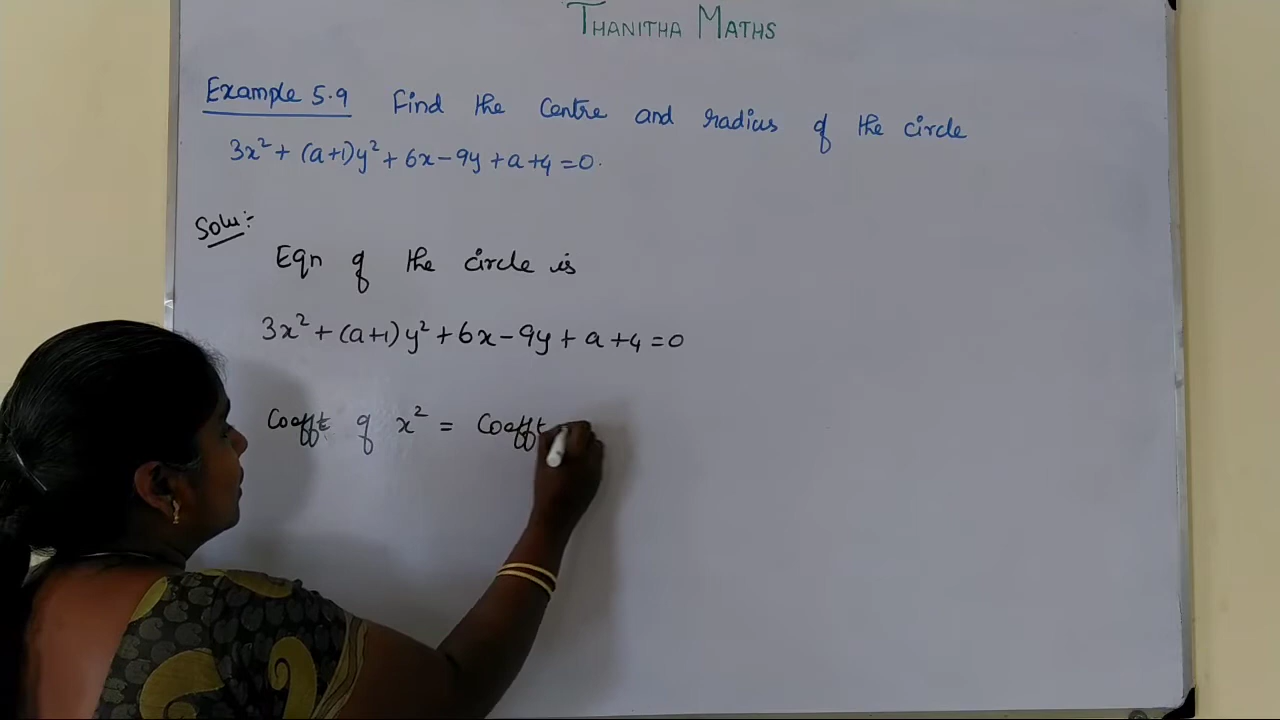 THANITHA MATHS
Example 5.9 Find the Centre and radius of the circle
3x² + (a+1)y² + 6x - 9y + a + 4 = 0.
Solu:-
Eqn of the circle is
3x² + (a+1) y² + 6x - 9y + a + 4 = 0
Coefft of x² = Coefft